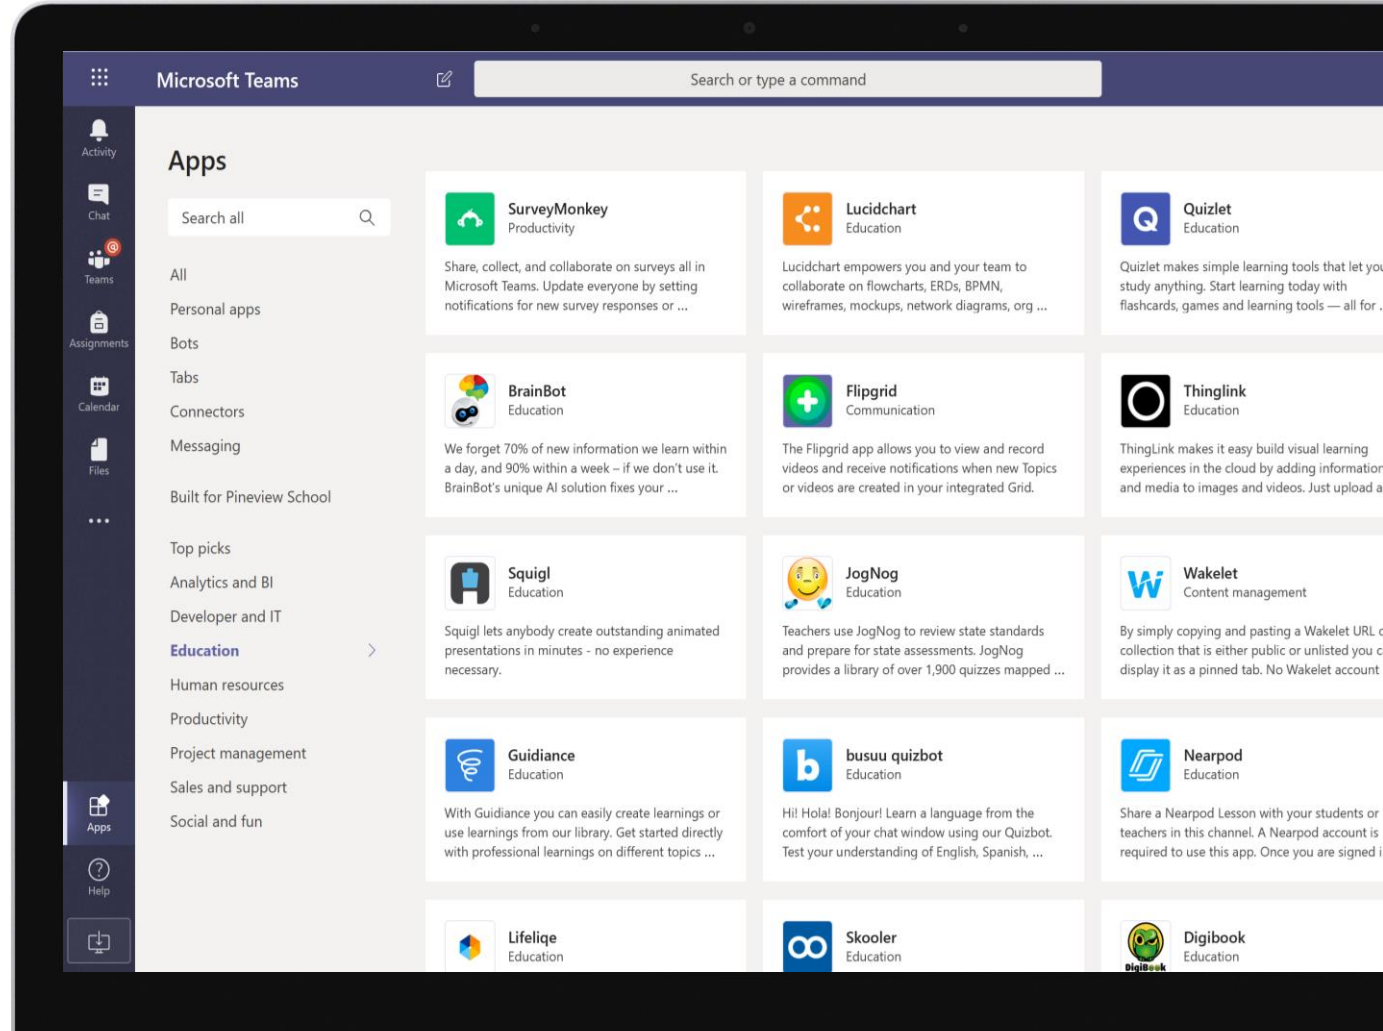 Microsoft Teams
Search or type a command
Activity
Chat
Teams
Assignments
Calendar
Files
Apps
Help
Apps
Search all
All
Personal apps
Bots
Tabs
Connectors
Messaging
Built for Pineview School
Top picks
Analytics and BI
Developer and IT
Education
Human resources
Productivity
Project management
Sales and support
Social and fun
SurveyMonkey
Productivity
Share, collect, and collaborate on surveys all in
Microsoft Teams. Update everyone by setting
notifications for new survey responses or ...
Lucidchart
Education
Lucidchart empowers you and your team to
collaborate on flowcharts, ERDs, BPMN,
wireframes, mockups, network diagrams, org ...
Q
Quizlet
Education
Quizlet makes simple learning tools that let you
study anything. Start learning today with
flashcards, games and learning tools — all for
BrainBot
Education
We forget 70% of new information we learn within
a day, and 90% within a week – if we don't use it.
BrainBot's unique AI solution fixes your ...
Flipgrid
Communication
The Flipgrid app allows you to view and record
videos and receive notifications when new Topics
or videos are created in your integrated Grid.
Thinglink
Education
ThingLink makes it easy build visual learning
experiences in the cloud by adding information
and media to images and videos. Just upload a
Squigl
Education
Squigl lets anybody create outstanding animated
presentations in minutes - no experience
necessary.
JogNog
Education
Teachers use JogNog to review state standards
and prepare for state assessments. JogNog
provides a library of over 1,900 quizzes mapped ...
W
Wakelet
Content management
By simply copying and pasting a Wakelet URL
collection that is either public or unlisted you
display it as a pinned tab. No Wakelet account
Guidiance
Education
With Guidiance you can easily create learnings or
use learnings from our library. Get started directly
with professional learnings on different topics ...
b
busuu quizbot
Education
Hi! Hola! Bonjour! Learn a language from the
comfort of your chat window using our Quizbot.
Test your understanding of English, Spanish, ...
Nearpod
Education
Share a Nearpod Lesson with your students or
teachers in this channel. A Nearpod account is
required to use this app. Once you are signed
Lifeliqe
Education
Skooler
Education
DigiBook
Digibook
Education